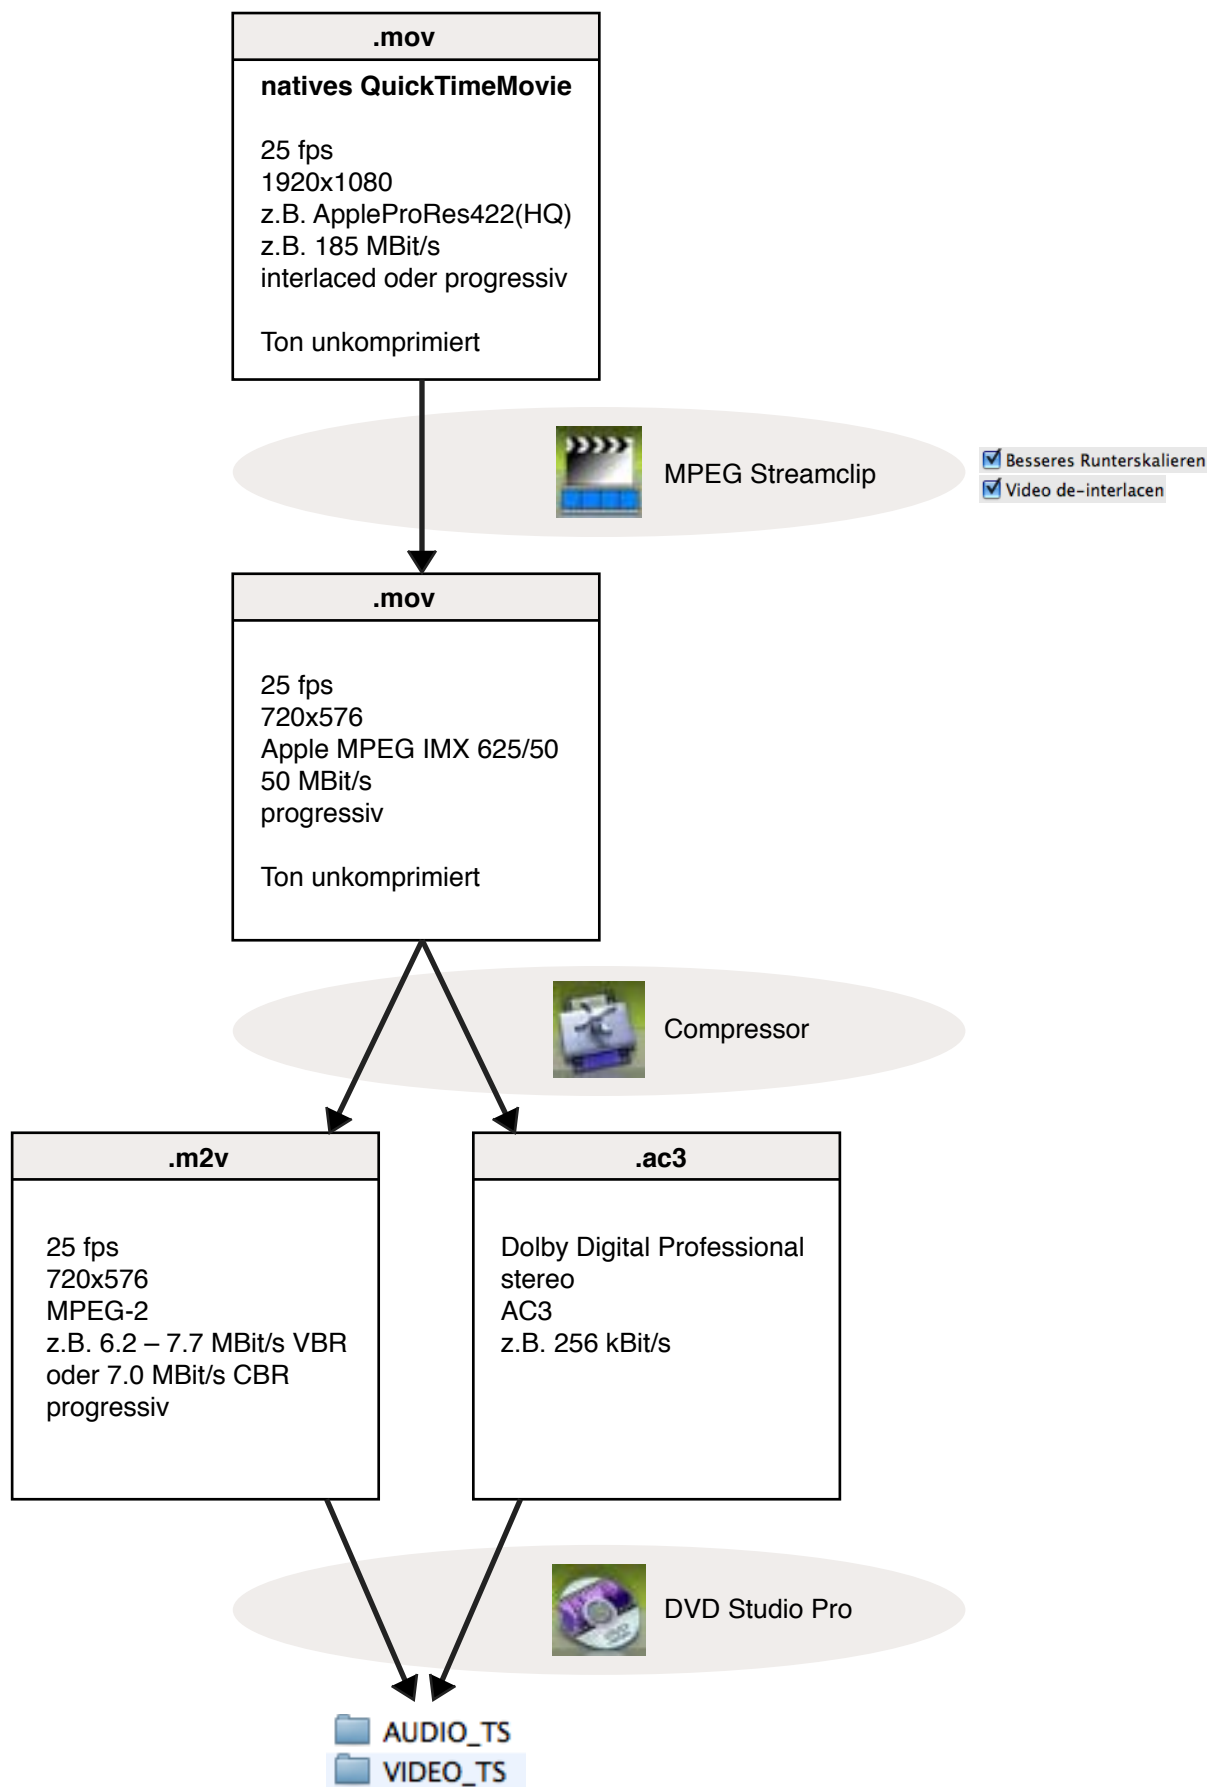 .mov
natives QuickTimeMovie
25 fps
1920x1080
z.B. AppleProRes422(HQ)
z.B. 185 MBit/s
interlaced oder progressiv
Ton unkomprimiert
MPEG Streamclip
Besseres Runterskalieren
Video de-interlacen
.mov
25 fps
720x576
Apple MPEG IMX 625/50
50 MBit/s
progressiv
Ton unkomprimiert
Compressor
.m2v
25 fps
720x576
MPEG-2
z.B. 6.2 – 7.7 MBit/s VBR
oder 7.0 MBit/s CBR
progressiv
.ac3
Dolby Digital Professional
stereo
AC3
z.B. 256 kBit/s
DVD Studio Pro
AUDIO_TS
VIDEO_TS